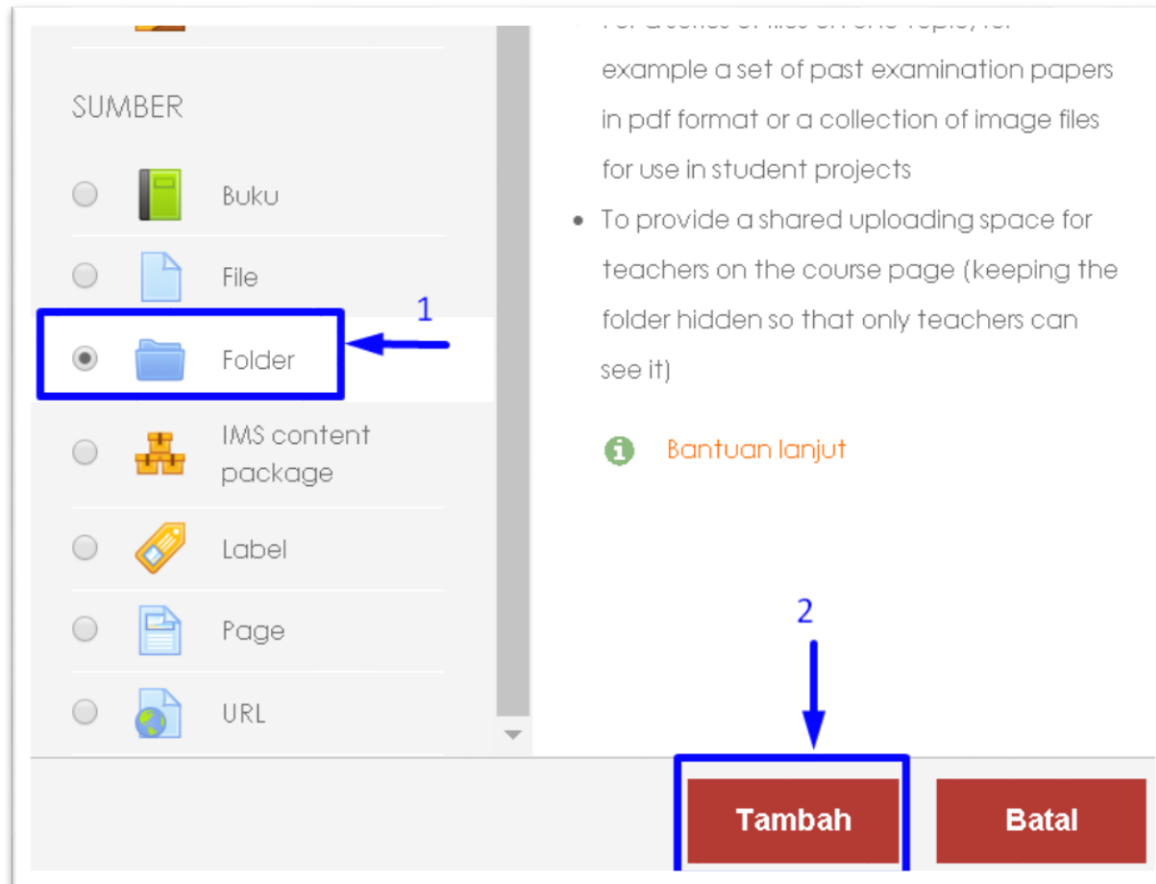 SUMBER
Buku
File
1
Folder
IMS content
package
Label
Page
URL
example a set of past examination papers
in pdf format or a collection of image files
for use in student projects
• To provide a shared uploading space for
teachers on the course page (keeping the
folder hidden so that only teachers can
see it)
Bantuan lanjut
2
Tambah
Batal